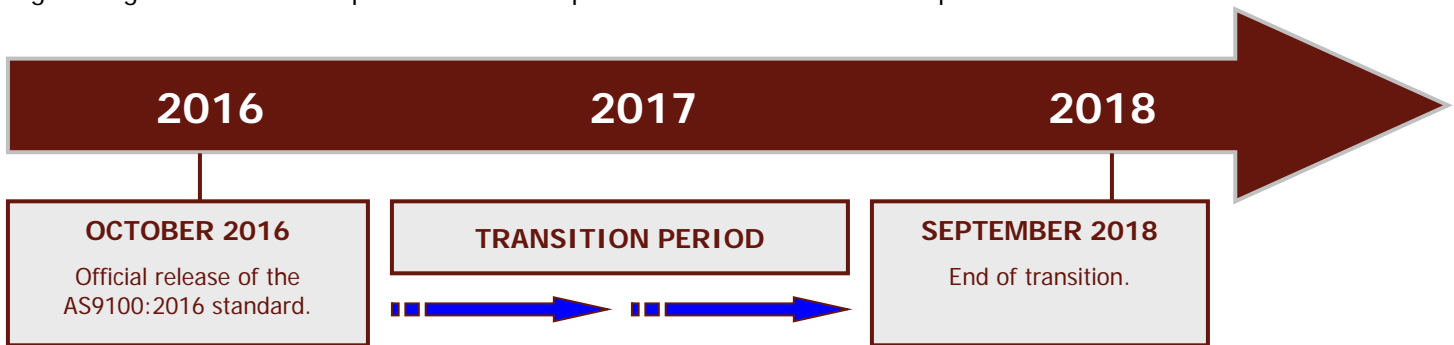 2016
2017
2018
OCTOBER 2016
Official release of the
AS9100:2016 standard.
TRANSITION PERIOD
SEPTEMBER 2018
End of transition.